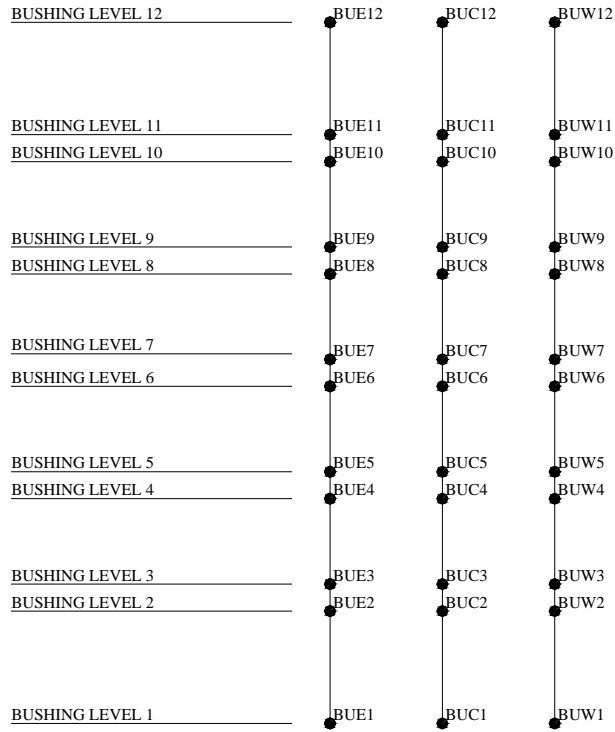 BUSHING LEVEL 12 BUE12 BUC12 BUW12
BUSHING LEVEL 11 BUE11 BUC11 BUW11
BUSHING LEVEL 10 BUE10 BUC10 BUW10
BUSHING LEVEL 9 BUE9 BUC9 BUW9
BUSHING LEVEL 8 BUE8 BUC8 BUW8
BUSHING LEVEL 7 BUE7 BUC7 BUW7
BUSHING LEVEL 6 BUE6 BUC6 BUW6
BUSHING LEVEL 5 BUE5 BUC5 BUW5
BUSHING LEVEL 4 BUE4 BUC4 BUW4
BUSHING LEVEL 3 BUE3 BUC3 BUW3
BUSHING LEVEL 2 BUE2 BUC2 BUW2
BUSHING LEVEL 1 BUE1 BUC1 BUW1